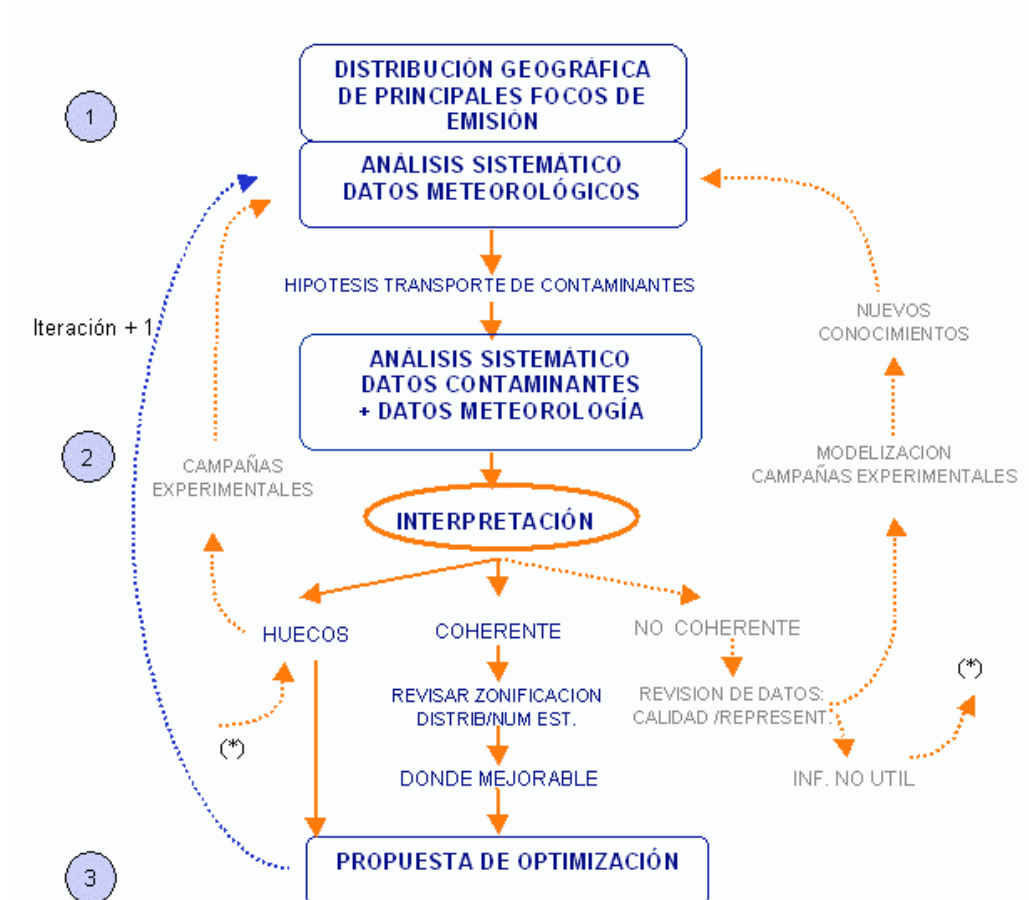 DISTRIBUCIÓN GEOGRÁFICA
DE PRINCIPALES FOCOS DE
EMISIÓN
1
ANÁLISIS SISTEMÁTICO
DATOS METEOROLÓGICOS
HIPOTESIS TRANSPORTE DE CONTAMINANTES
NUEVOS
CONOCIMIENTOS
Iteración + 1
ANÁLISIS SISTEMÁTICO
DATOS CONTAMINANTES
+ DATOS METEOROLOGÍA
2
CAMPAÑAS
EXPERIMENTALES
MODELIZACION
CAMPAÑAS EXPERIMENTALES
INTERPRETACIÓN
HUECOS
COHERENTE
NO COHERENTE
REVISAR ZONIFICACION
DISTRIB/NUM EST.
REVISION DE DATOS:
CALIDAD /REPRESENT.
(*)
(*)
DONDE MEJORABLE
INF. NO UTIL
PROPUESTA DE OPTIMIZACIÓN
3